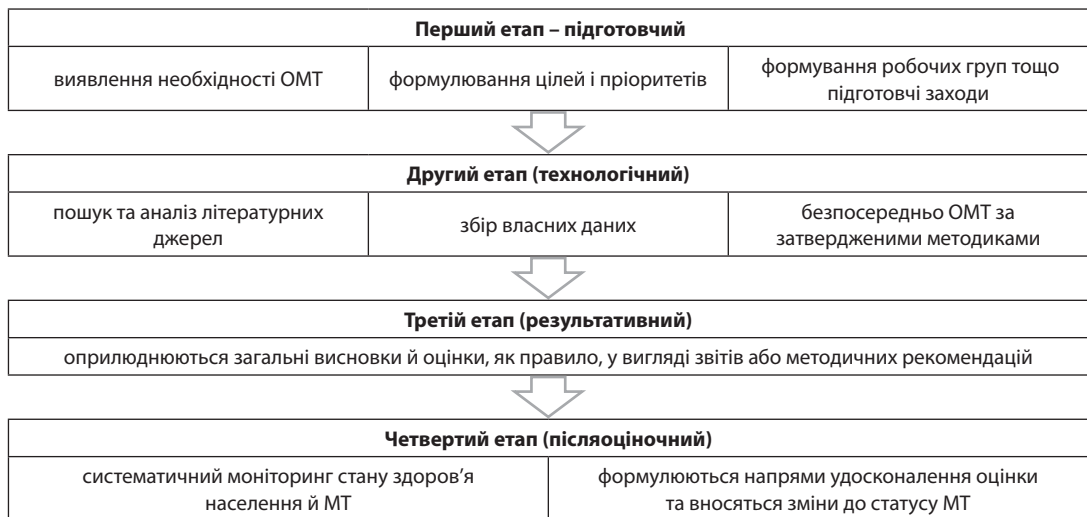 Перший етап – підготовчий
виявлення необхідності ОМТ
формулювання цілей і пріоритетів
формування робочих груп тощо
підготовчі заходи
Другий етап (технологічний)
пошук та аналіз літературних
джерел
збір власних даних
безпосередньо ОМТ за
затвердженими методиками
Третій етап (результативний)
оприлюднюються загальні висновки й оцінки, як правило, у вигляді звітів або методичних рекомендацій
Четвертий етап (післяоціночний)
систематичний моніторинг стану здоров’я
населення й МТ
формулюються напрями удосконалення оцінки
та вносяться зміни до статусу МТ